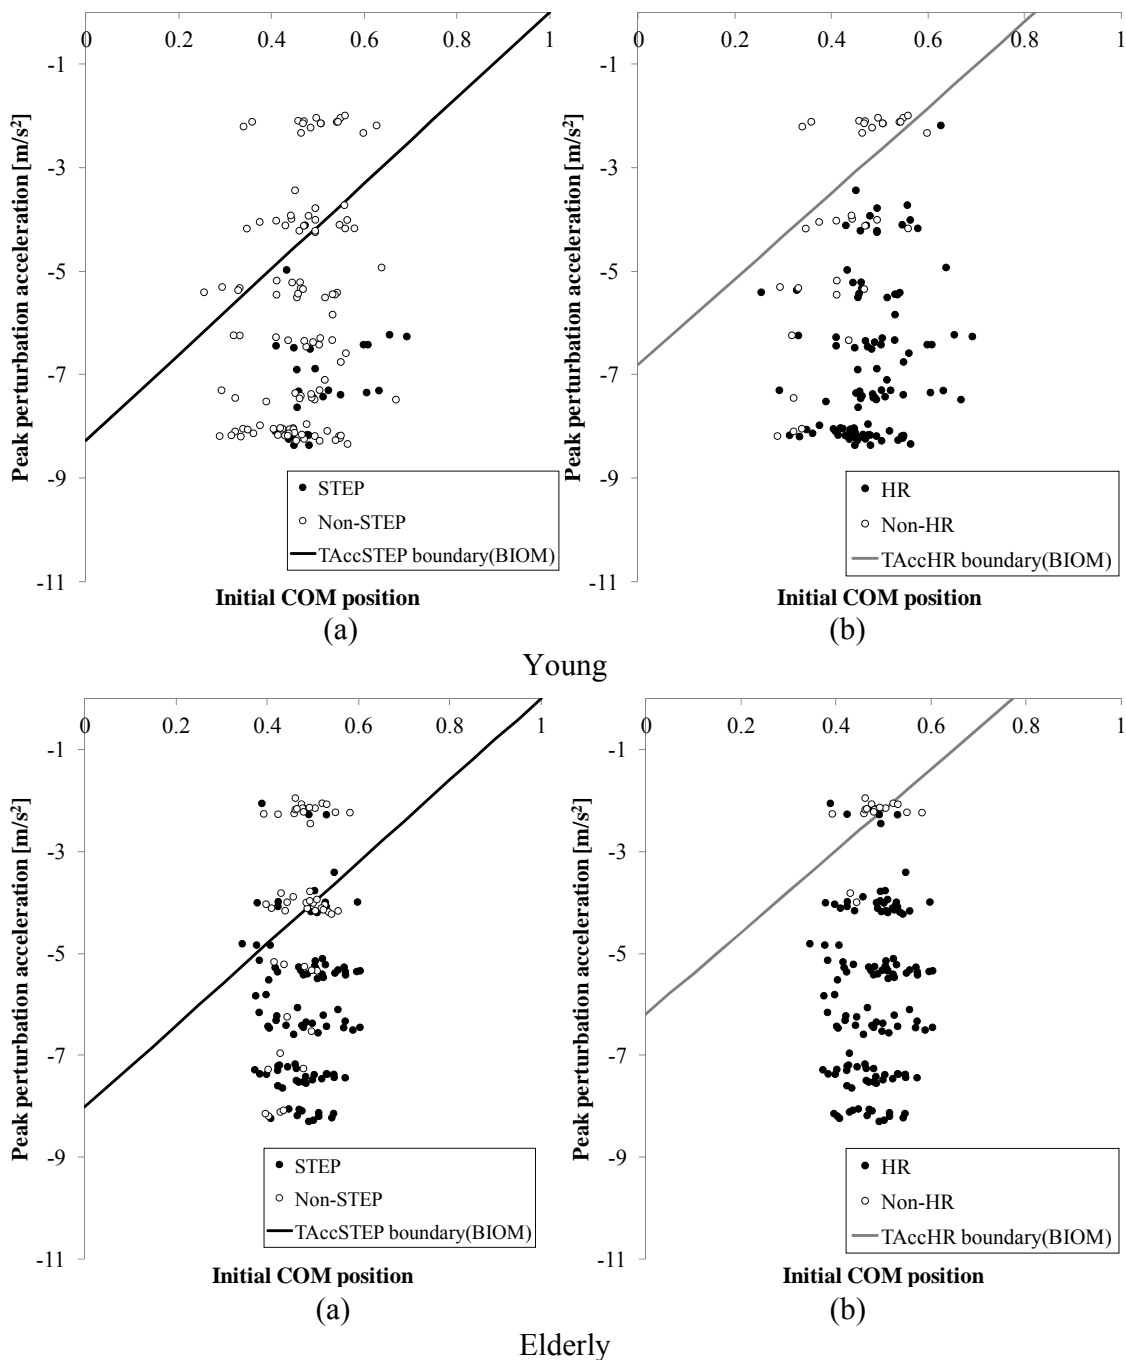 0 0.2 0.4 0.6 0.8 1
-1
-3
-5
-7
-9
-11
Peak perturbation acceleration [m/s²]
STEP
Non-STEP
TAccSTEP boundary(BIOM)
Initial COM position
(a)
0 0.2 0.4 0.6 0.8 1
-1
-3
-5
-7
-9
-11
Peak perturbation acceleration [m/s²]
HR
Non-HR
TAccHR boundary(BIOM)
Initial COM position
(b)
Young
0 0.2 0.4 0.6 0.8 1
-1
-3
-5
-7
-9
-11
Peak perturbation acceleration [m/s²]
STEP
Non-STEP
TAccSTEP boundary(BIOM)
Initial COM position
(a)
0 0.2 0.4 0.6 0.8 1
-1
-3
-5
-7
-9
-11
Peak perturbation acceleration [m/s²]
HR
Non-HR
TAccHR boundary(BIOM)
Initial COM position
(b)
Elderly